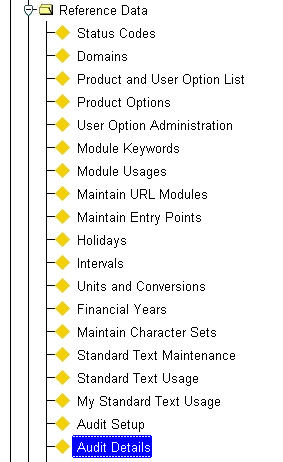 Reference Data
Status Codes
Domains
Product and User Option List
Product Options
User Option Administration
Module Keywords
Module Usages
Maintain URL Modules
Maintain Entry Points
Holidays
Intervals
Units and Conversions
Financial Years
Maintain Character Sets
Standard Text Maintenance
Standard Text Usage
My Standard Text Usage
Audit Setup
Audit Details